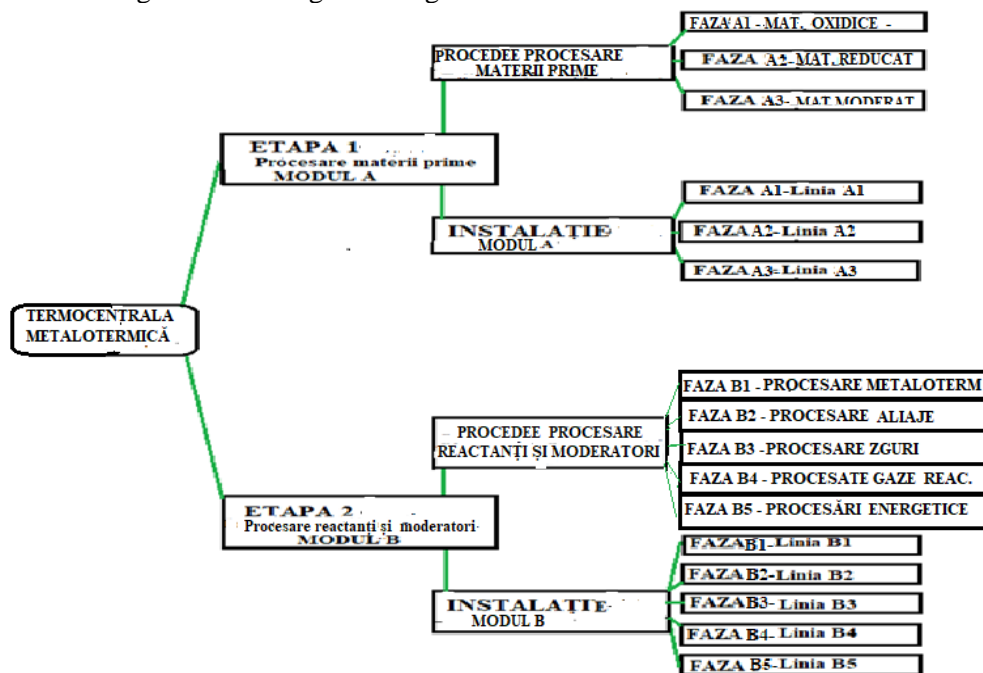 FAZA A1 - MAT. OXIDICE -
PROCEDEE PROCESARE
MATERII PRIME
FAZA A2-MAT.REDUCAT
FAZA A3- MAT.MODERAT
ETAPA 1
Procesare materii prime
MODUL A
FAZA A1-Linia A1
INSTALAȚIE
MODUL A
FAZA A2-Linia A2
FAZA A3-Linia A3
TERMOCENTRALA
METALOTERMICĂ
FAZA B1 - PROCESARE METALOTERM
FAZA B2 - PROCESARE ALIAJE
PROCEDEE PROCESARE
REACTANȚI ȘI MODERATORI
FAZA B3 - PROCESARE ZGURI
FAZA B4 - PROCESATE GAZE REAC.
FAZA B5 - PROCESĂRI ENERGETICE
ETAPA 2
Procesare reactanți și moderatori
MODUL B
FAZA B1- Linia B1
FAZA B2-Linia B2
INSTALAȚIE
MODUL B
FAZA B3- Linia B3
FAZA B4- Linia B4
FAZA B5-Linia B5